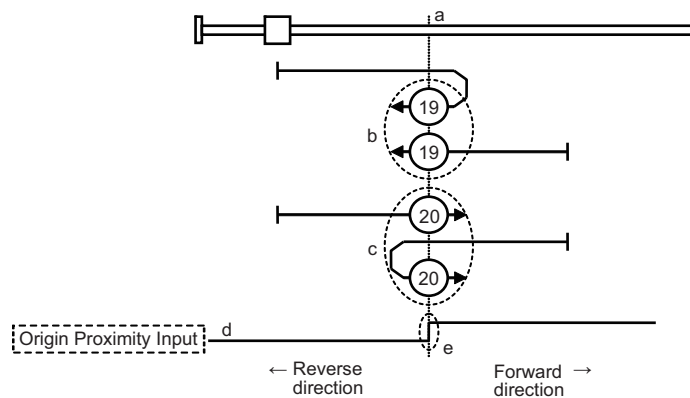 a
19
b
19
20
c
20
Origin Proximity Input
d
e
← Reverse
direction
Forward →
direction